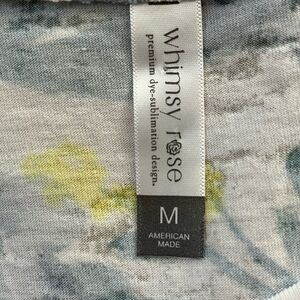 whimsy rose
premium dye-sublimation design.
M
AMERICAN
MADE